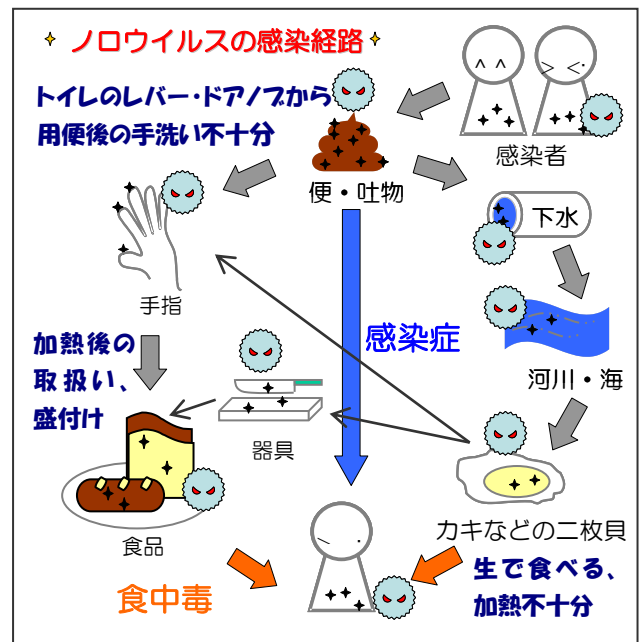 ノロウイルスの感染経路
トイレのレバー・ドアノブから
用便後の手洗い不十分
感染者
便・吐物
下水
手指
感染症
加熱後の
取扱い、
盛付け
河川・海
器具
カキなどの二枚貝
食品
食中毒
生で食べる、
加熱不十分